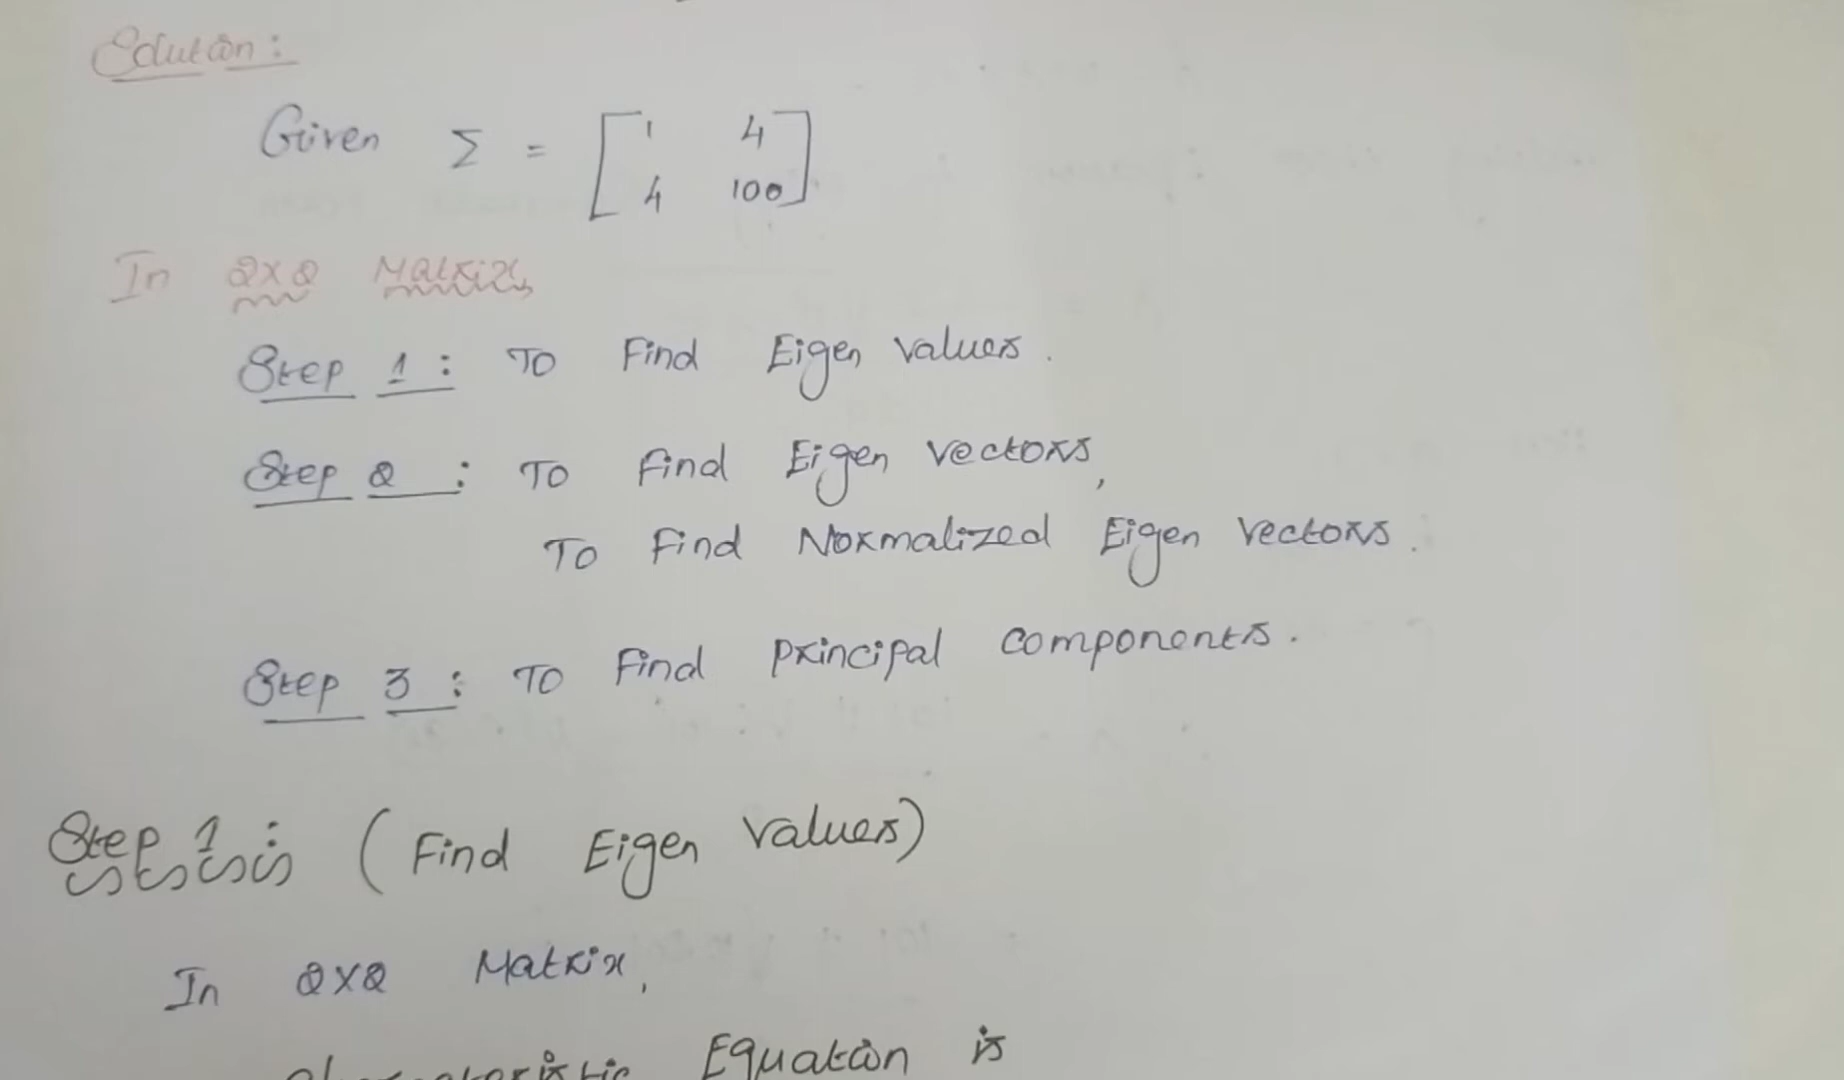 Solution:
Given Σ = [ 1 4
4 100 ]
In 2x2 Matrix,
Step 1: To Find Eigen values.
Step 2: To find Eigen vectors,
To find Normalized Eigen vectors.
Step 3: To find principal components.
Step 1: (Find Eigen Values)
In 2x2 Matrix,
Characteristic Equation is